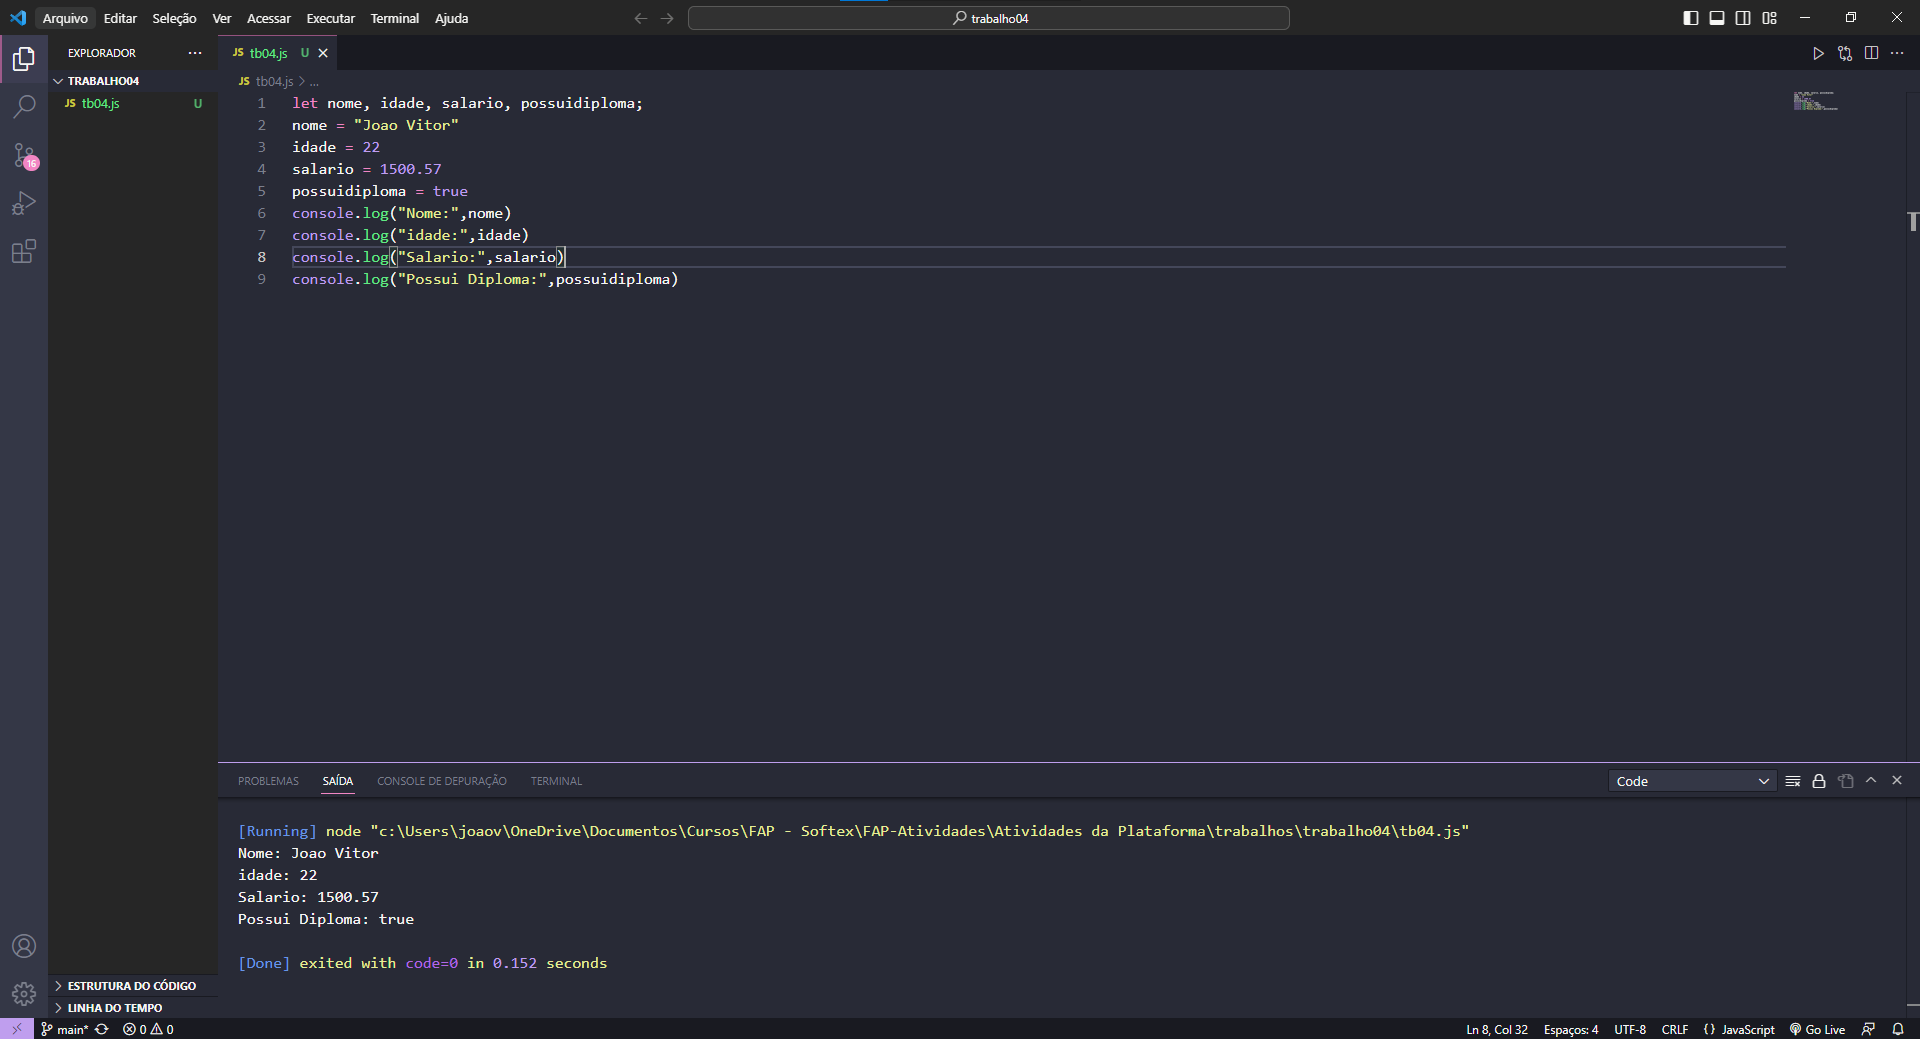 Arquivo Editar Seleção Ver Acessar Executar Terminal Ajuda
trabalho04
EXPLORADOR
TRABALHO04
JS tb04.js U
JS tb04.js U
JS tb04.js > ...
1 let nome, idade, salario, possuidiploma;
2 nome = "Joao Vitor"
3 idade = 22
4 salario = 1500.57
5 possuidiploma = true
6 console.log("Nome:",nome)
7 console.log("idade:",idade)
8 console.log("Salario:",salario)
9 console.log("Possui Diploma:",possuidiploma)
16
PROBLEMAS SAÍDA CONSOLE DE DEPURAÇÃO TERMINAL
Code
[Running] node "c:\Users\joaov\OneDrive\Documentos\Cursos\FAP - Softex\FAP-Atividades\Atividades da Plataforma\trabalhos\trabalho04\tb04.js"
Nome: Joao Vitor
idade: 22
Salario: 1500.57
Possui Diploma: true
[Done] exited with code=0 in 0.152 seconds
ESTRUTURA DO CÓDIGO
LINHA DO TEMPO
main* 0 0
Ln 8, Col 32 Espaços: 4 UTF-8 CRLF {} JavaScript Go Live